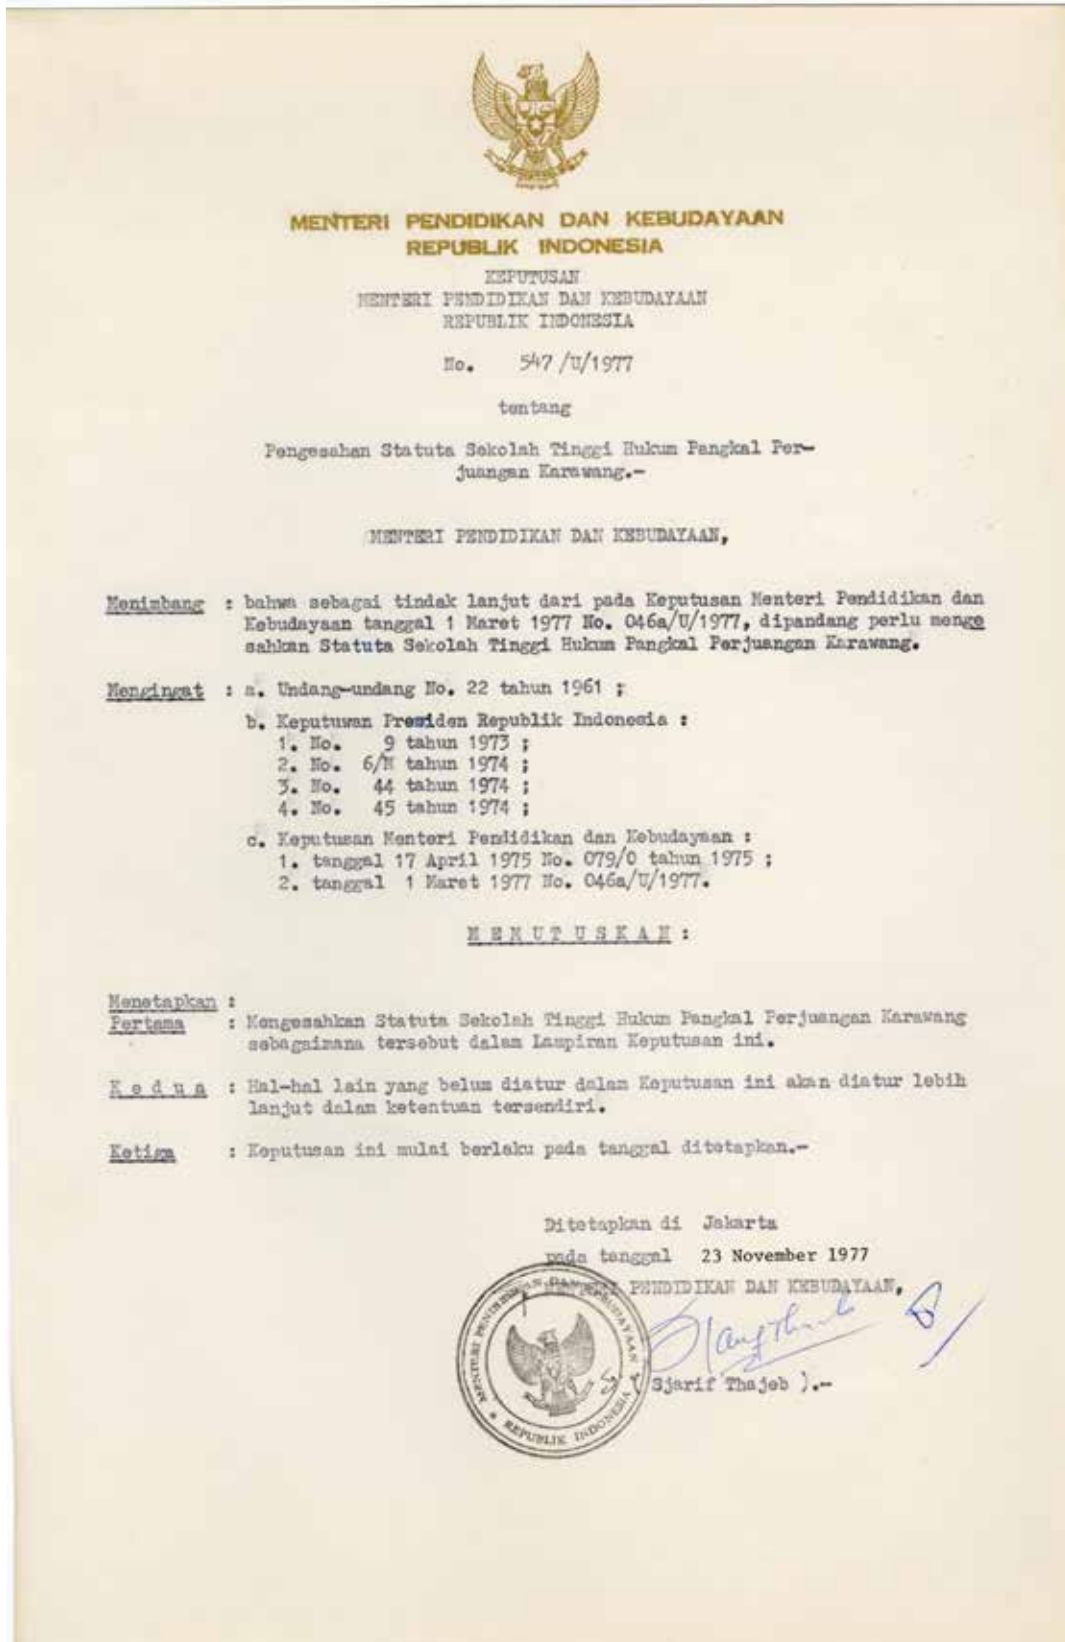 MENTERI PENDIDIKAN DAN KEBUDAYAAN
REPUBLIK INDONESIA
KEPUTUSAN
MENTERI PENDIDIKAN DAN KEBUDAYAAN
REPUBLIK INDONESIA
No. 547/U/1977
tentang
Pengesahan Statuta Sekolah Tinggi Hukum Pangkal Per-
juangan Karawang.-
MENTERI PENDIDIKAN DAN KEBUDAYAAN,
Menimbang : bahwa sebagai tindak lanjut dari pada Keputusan Menteri Pendidikan dan
Kebudayaan tanggal 1 Maret 1977 No. 046a/U/1977, dipandang perlu menge
sahkan Statuta Sekolah Tinggi Hukum Pangkal Perjuangan Karawang.
Mengingat : a. Undang-undang No. 22 tahun 1961 ;
b. Keputuwan Presiden Republik Indonesia :
1. No. 9 tahun 1973 ;
2. No. 6/M tahun 1974 ;
3. No. 44 tahun 1974 ;
4. No. 45 tahun 1974 ;
c. Keputusan Menteri Pendidikan dan Kebudayaan :
1. tanggal 17 April 1975 No. 079/O tahun 1975 ;
2. tanggal 1 Maret 1977 No. 046a/U/1977.
M E M U T U S K A N :
Menetapkan :
Pertama : Mengesahkan Statuta Sekolah Tinggi Hukum Pangkal Perjuangan Karawang
sebagaimana tersebut dalam Lampiran Keputusan ini.
K e d u a : Hal-hal lain yang belum diatur dalam Keputusan ini akan diatur lebih
lanjut dalam ketentuan tersendiri.
Ketiga : Keputusan ini mulai berlaku pada tanggal ditetapkan.-
Ditetapkan di Jakarta
pada tanggal 23 November 1977
PENDIDIKAN DAN KEBUDAYAAN,
Sjarif Thajeb ).-
MENTERI PENDIDIKAN DAN KEBUDAYAAN
REPUBLIK INDONESIA